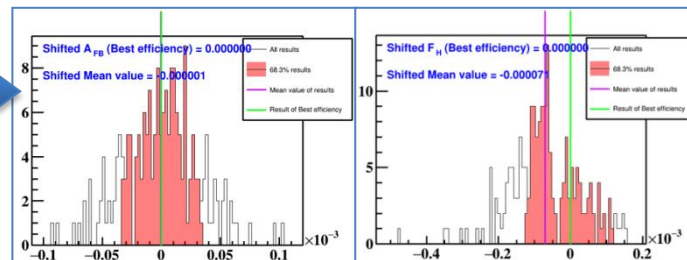 Shifted A FB (Best efficiency) = 0.000000
Shifted Mean value = -0.000001
All results
68.3% results
Mean value of results
Result of Best efficiency
8
6
4
2
0
−0.1 −0.05 0 0.05 0.1
×10⁻³
Shifted F H (Best efficiency) = 0.000000
Shifted Mean value = -0.000071
All results
68.3% results
Mean value of results
Result of Best efficiency
10
5
0
−0.4 −0.2 0 0.2
×10⁻³